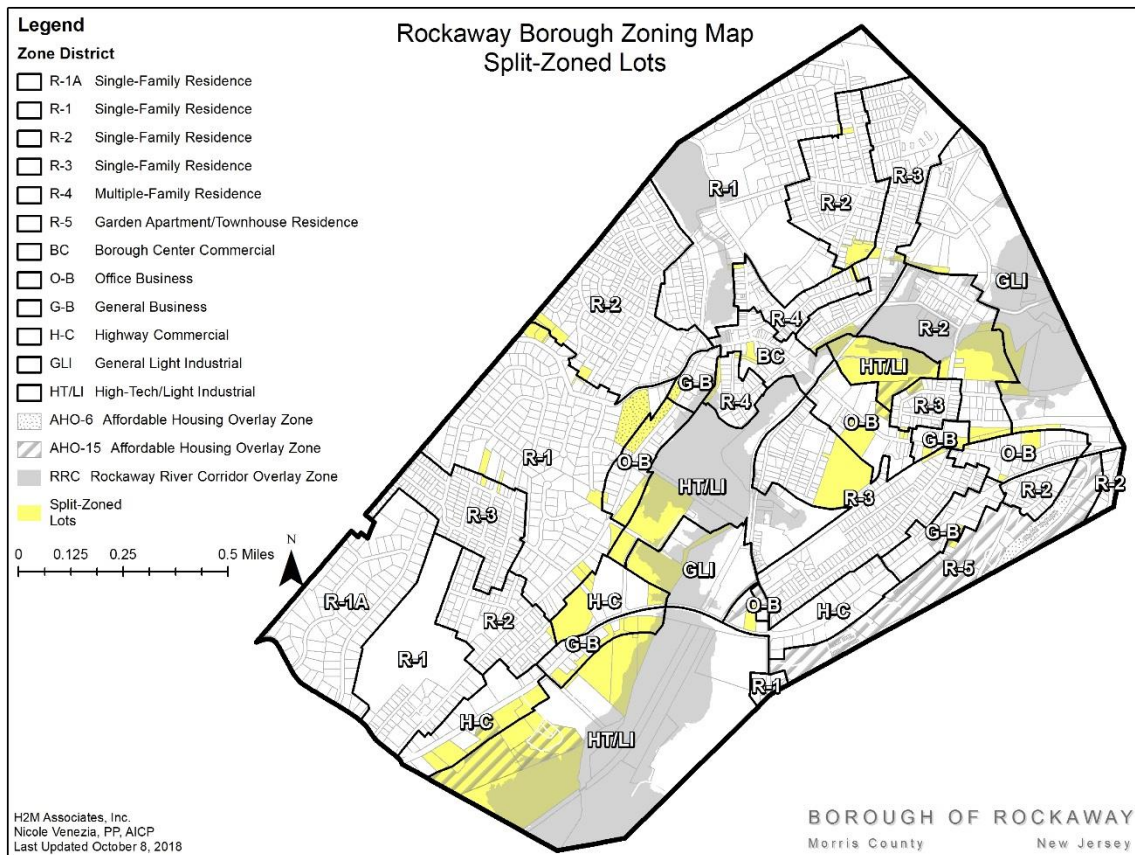 Legend
Zone District
R-1A Single-Family Residence
R-1 Single-Family Residence
R-2 Single-Family Residence
R-3 Single-Family Residence
R-4 Multiple-Family Residence
R-5 Garden Apartment/Townhouse Residence
BC Borough Center Commercial
O-B Office Business
G-B General Business
H-C Highway Commercial
GLI General Light Industrial
HT/LI High-Tech/Light Industrial
AHO-6 Affordable Housing Overlay Zone
AHO-15 Affordable Housing Overlay Zone
RRC Rockaway River Corridor Overlay Zone
Split-Zoned
Lots
0 0.125 0.25 0.5 Miles
N
Rockaway Borough Zoning Map
Split-Zoned Lots
R-1
R-3
R-2
GLI
R-2
R-4
R-2
BC
HT/LI
G-B
R-4
R-3
O-B
G-B
O-B
R-1
O-B
HT/LI
R-3
R-2
R-2
R-3
G-B
GLI
R-5
R-1A
H-C
O-B
H-C
R-2
G-B
R-1
R-1
H-C
HT/LI
H2M Associates, Inc.
Nicole Venezia, PP, AICP
Last Updated October 8, 2018
BOROUGH OF ROCKAWAY
Morris County New Jersey